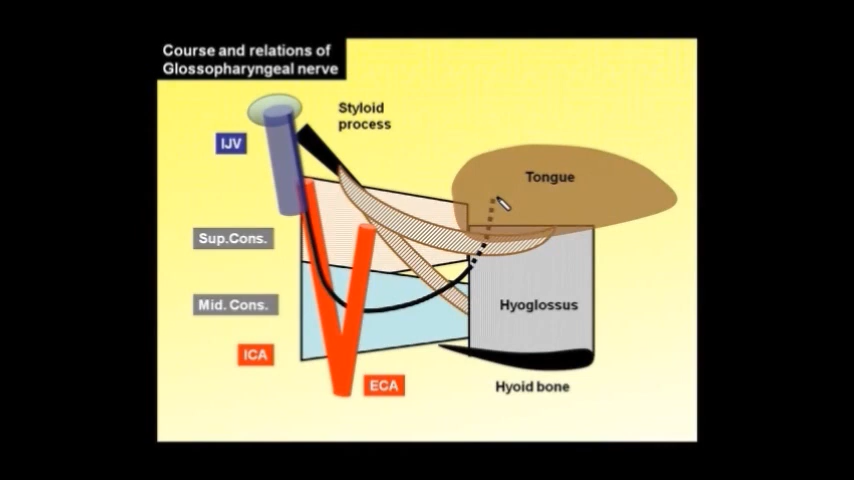 Course and relations of
Glossopharyngeal nerve
Styloid
process
IJV
Tongue
Sup.Cons.
Mid. Cons.
Hyoglossus
ICA
ECA
Hyoid bone